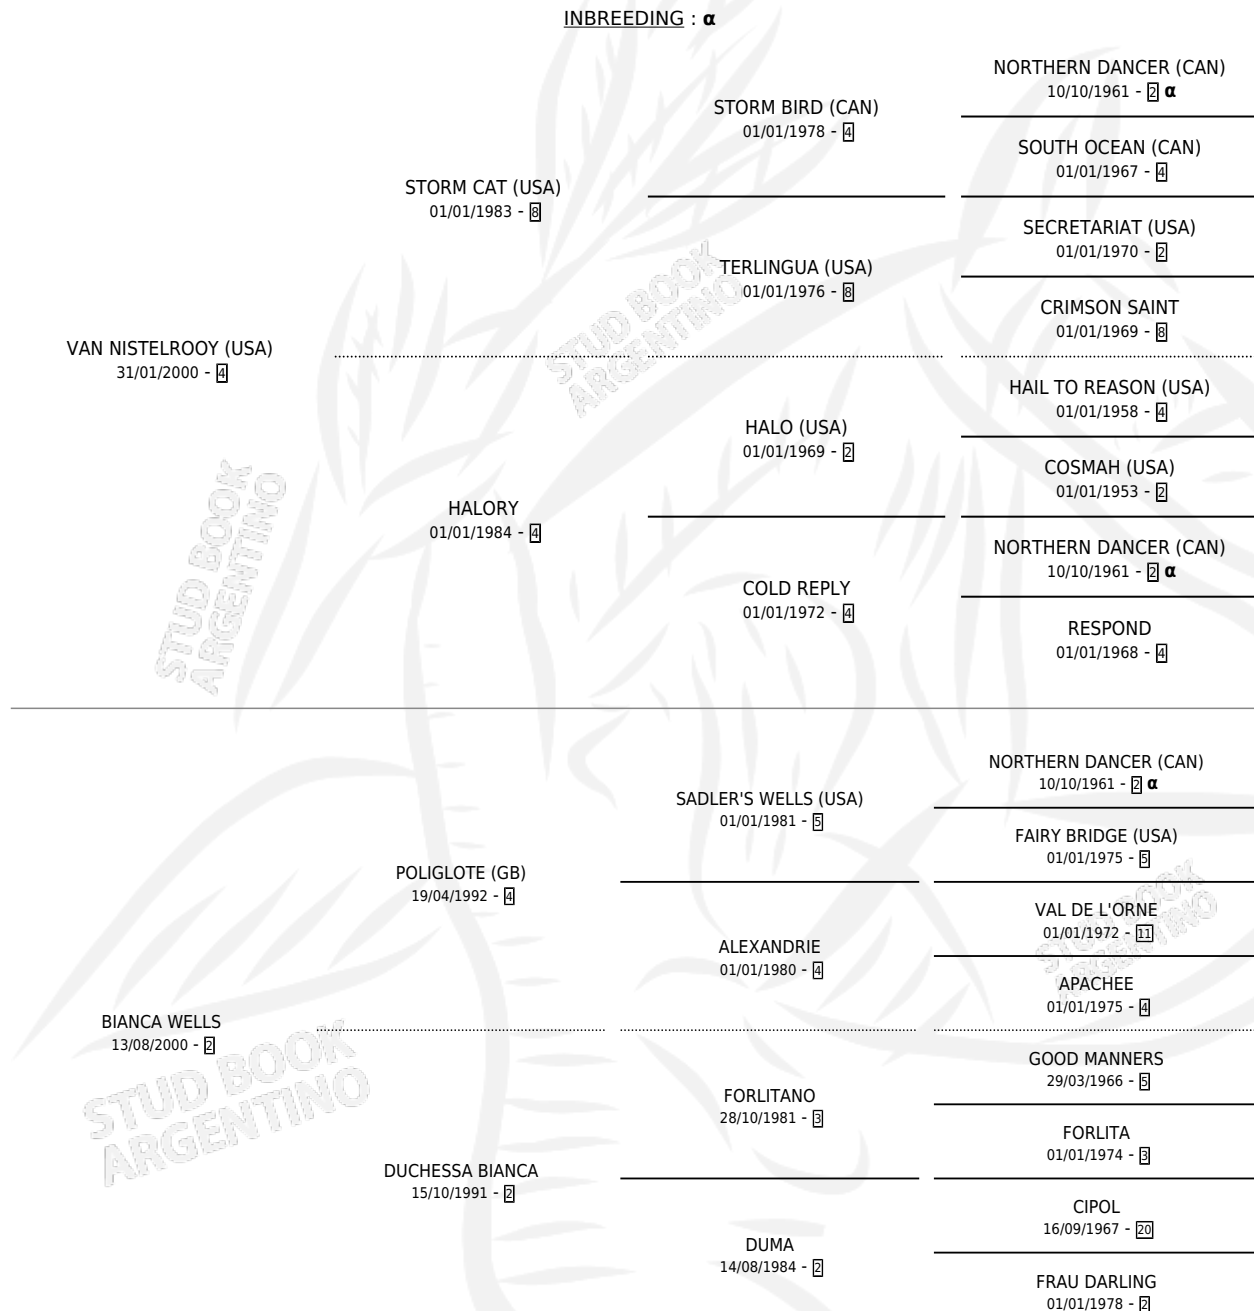 INBREEDING : α
NORTHERN DANCER (CAN)
10/10/1961 - 2 α
STORM BIRD (CAN)
01/01/1978 - 4
SOUTH OCEAN (CAN)
01/01/1967 - 4
STORM CAT (USA)
01/01/1983 - 8
SECRETARIAT (USA)
01/01/1970 - 2
TERLINGUA (USA)
01/01/1976 - 8
CRIMSON SAINT
01/01/1969 - 8
VAN NISTELROOY (USA)
31/01/2000 - 4
HAIL TO REASON (USA)
01/01/1958 - 4
HALO (USA)
01/01/1969 - 2
COSMAH (USA)
01/01/1953 - 2
HALORY
01/01/1984 - 4
NORTHERN DANCER (CAN)
10/10/1961 - 2 α
COLD REPLY
01/01/1972 - 4
RESPOND
01/01/1968 - 4
NORTHERN DANCER (CAN)
10/10/1961 - 2 α
SADLER'S WELLS (USA)
01/01/1981 - 5
FAIRY BRIDGE (USA)
01/01/1975 - 5
POLIGLOTE (GB)
19/04/1992 - 4
VAL DE L'ORNE
01/01/1972 - 11
ALEXANDRIE
01/01/1980 - 4
APACHEE
01/01/1975 - 4
BIANCA WELLS
13/08/2000 - 2
GOOD MANNERS
29/03/1966 - 5
FORLITANO
28/10/1981 - 3
FORLITA
01/01/1974 - 3
DUCHESSA BIANCA
15/10/1991 - 2
CIPOL
16/09/1967 - 20
DUMA
14/08/1984 - 2
FRAU DARLING
01/01/1978 - 2
STUD BOOK
ARGENTINO
STUD BOOK
ARGENTINO
STUD BOOK
ARGENTINO
STUD BOOK
ARGENTINO